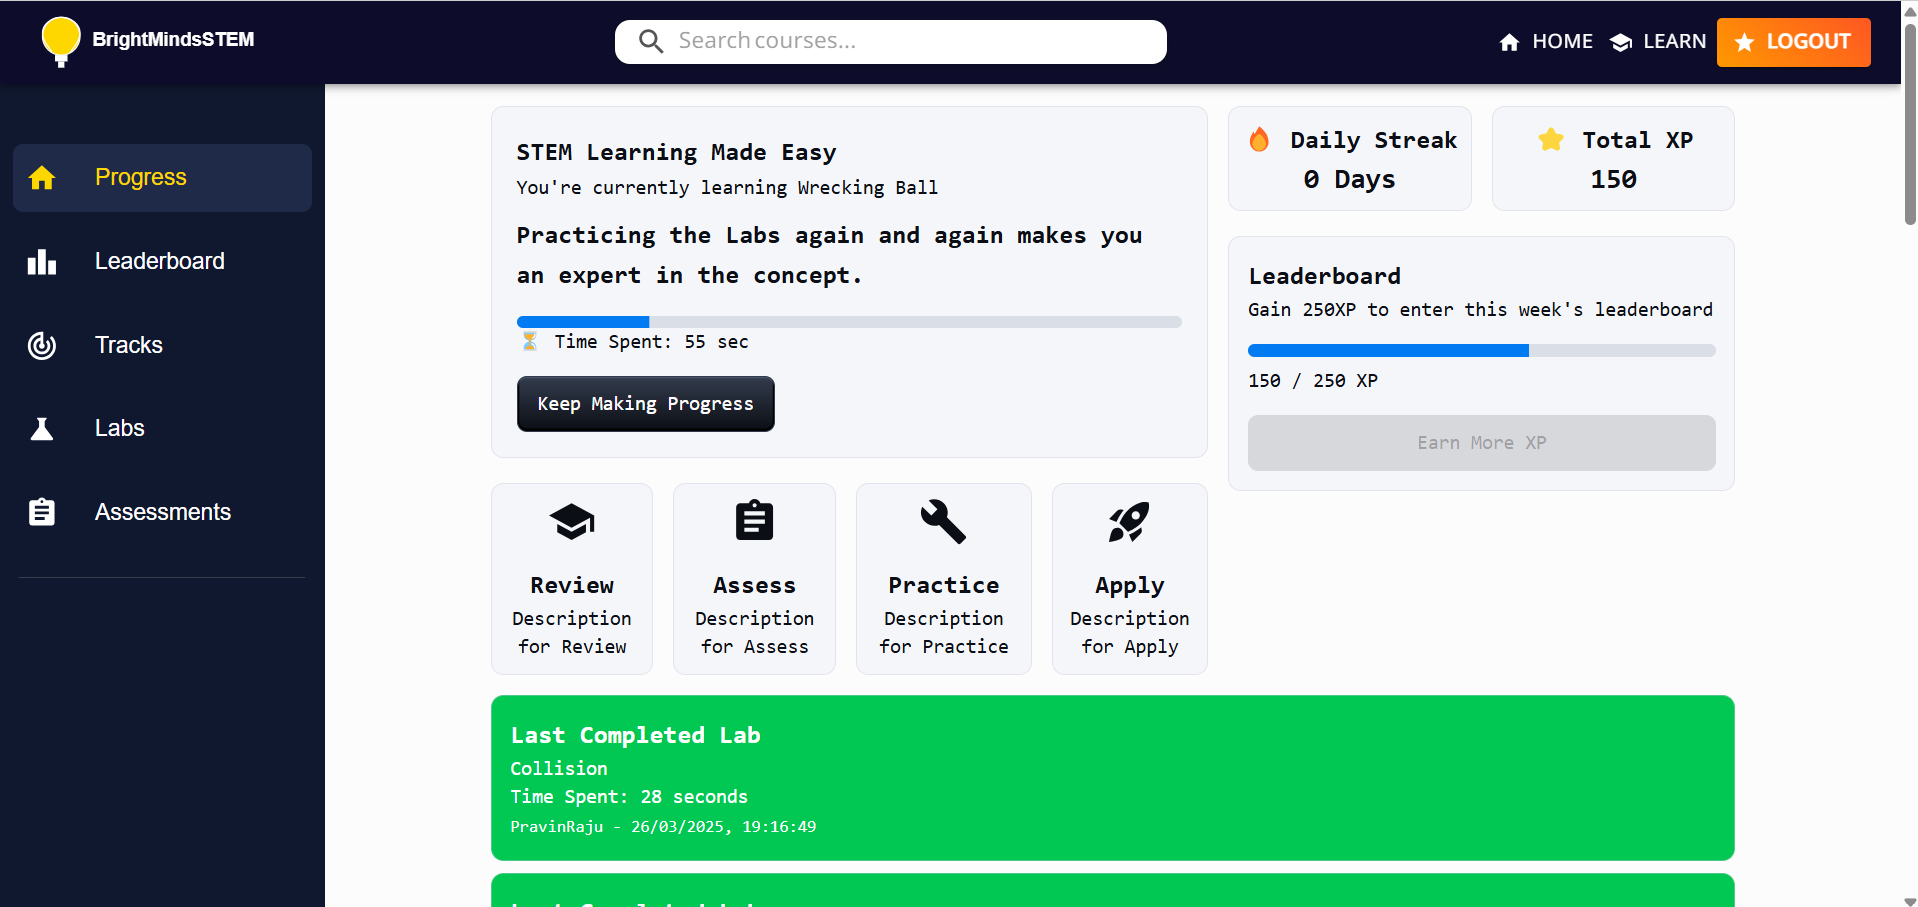 BrightMindsSTEM
Search courses...
HOME
LEARN
LOGOUT
Progress
Leaderboard
Tracks
Labs
Assessments
STEM Learning Made Easy
You're currently learning Wrecking Ball
Practicing the Labs again and again makes you
an expert in the concept.
Time Spent: 55 sec
Keep Making Progress
Daily Streak
0 Days
Total XP
150
Leaderboard
Gain 250XP to enter this week's leaderboard
150 / 250 XP
Earn More XP
Review
Description
for Review
Assess
Description
for Assess
Practice
Description
for Practice
Apply
Description
for Apply
Last Completed Lab
Collision
Time Spent: 28 seconds
PravinRaju - 26/03/2025, 19:16:49